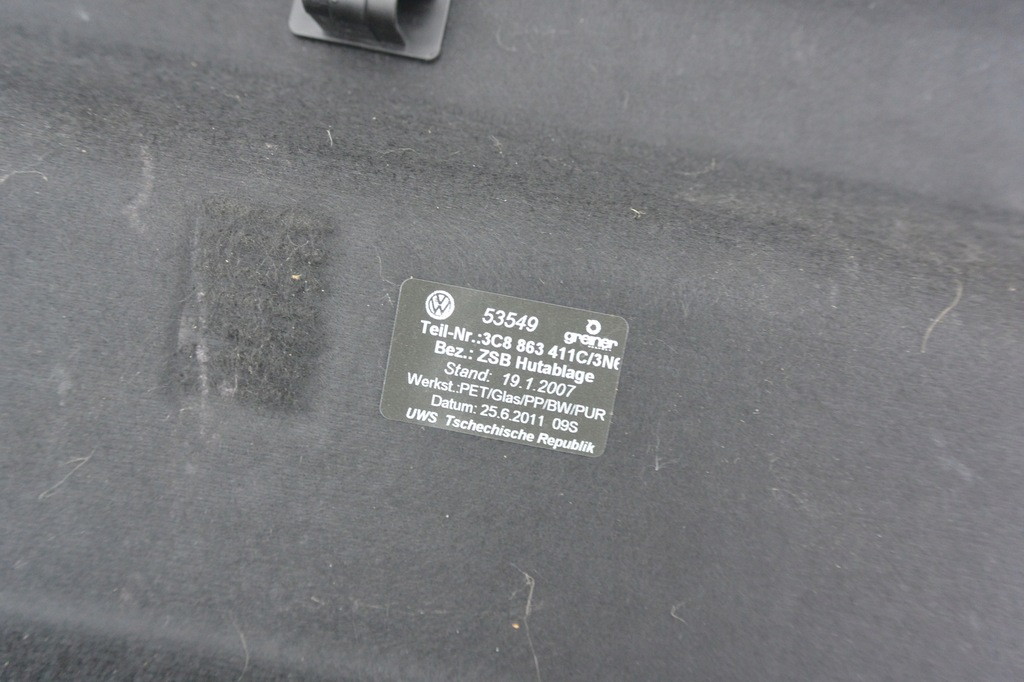 53549 greiner
Teil-Nr.:3C8 863 411C/3N6
Bez.: ZSB Hutablage
Stand: 19.1.2007
Werkst.:PET/Glas/PP/BW/PUR
Datum: 25.6.2011 09S
UWS Tschechische Republik